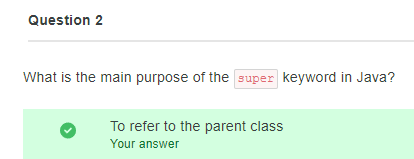 Question 2
What is the main purpose of the super keyword in Java?
To refer to the parent class
Your answer